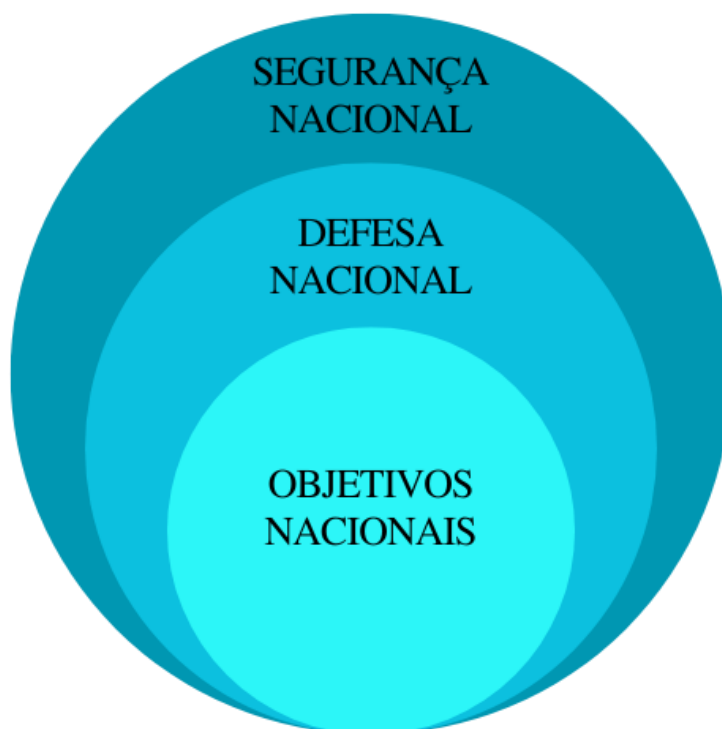 SEGURANÇA
NACIONAL
DEFESA
NACIONAL
OBJETIVOS
NACIONAIS